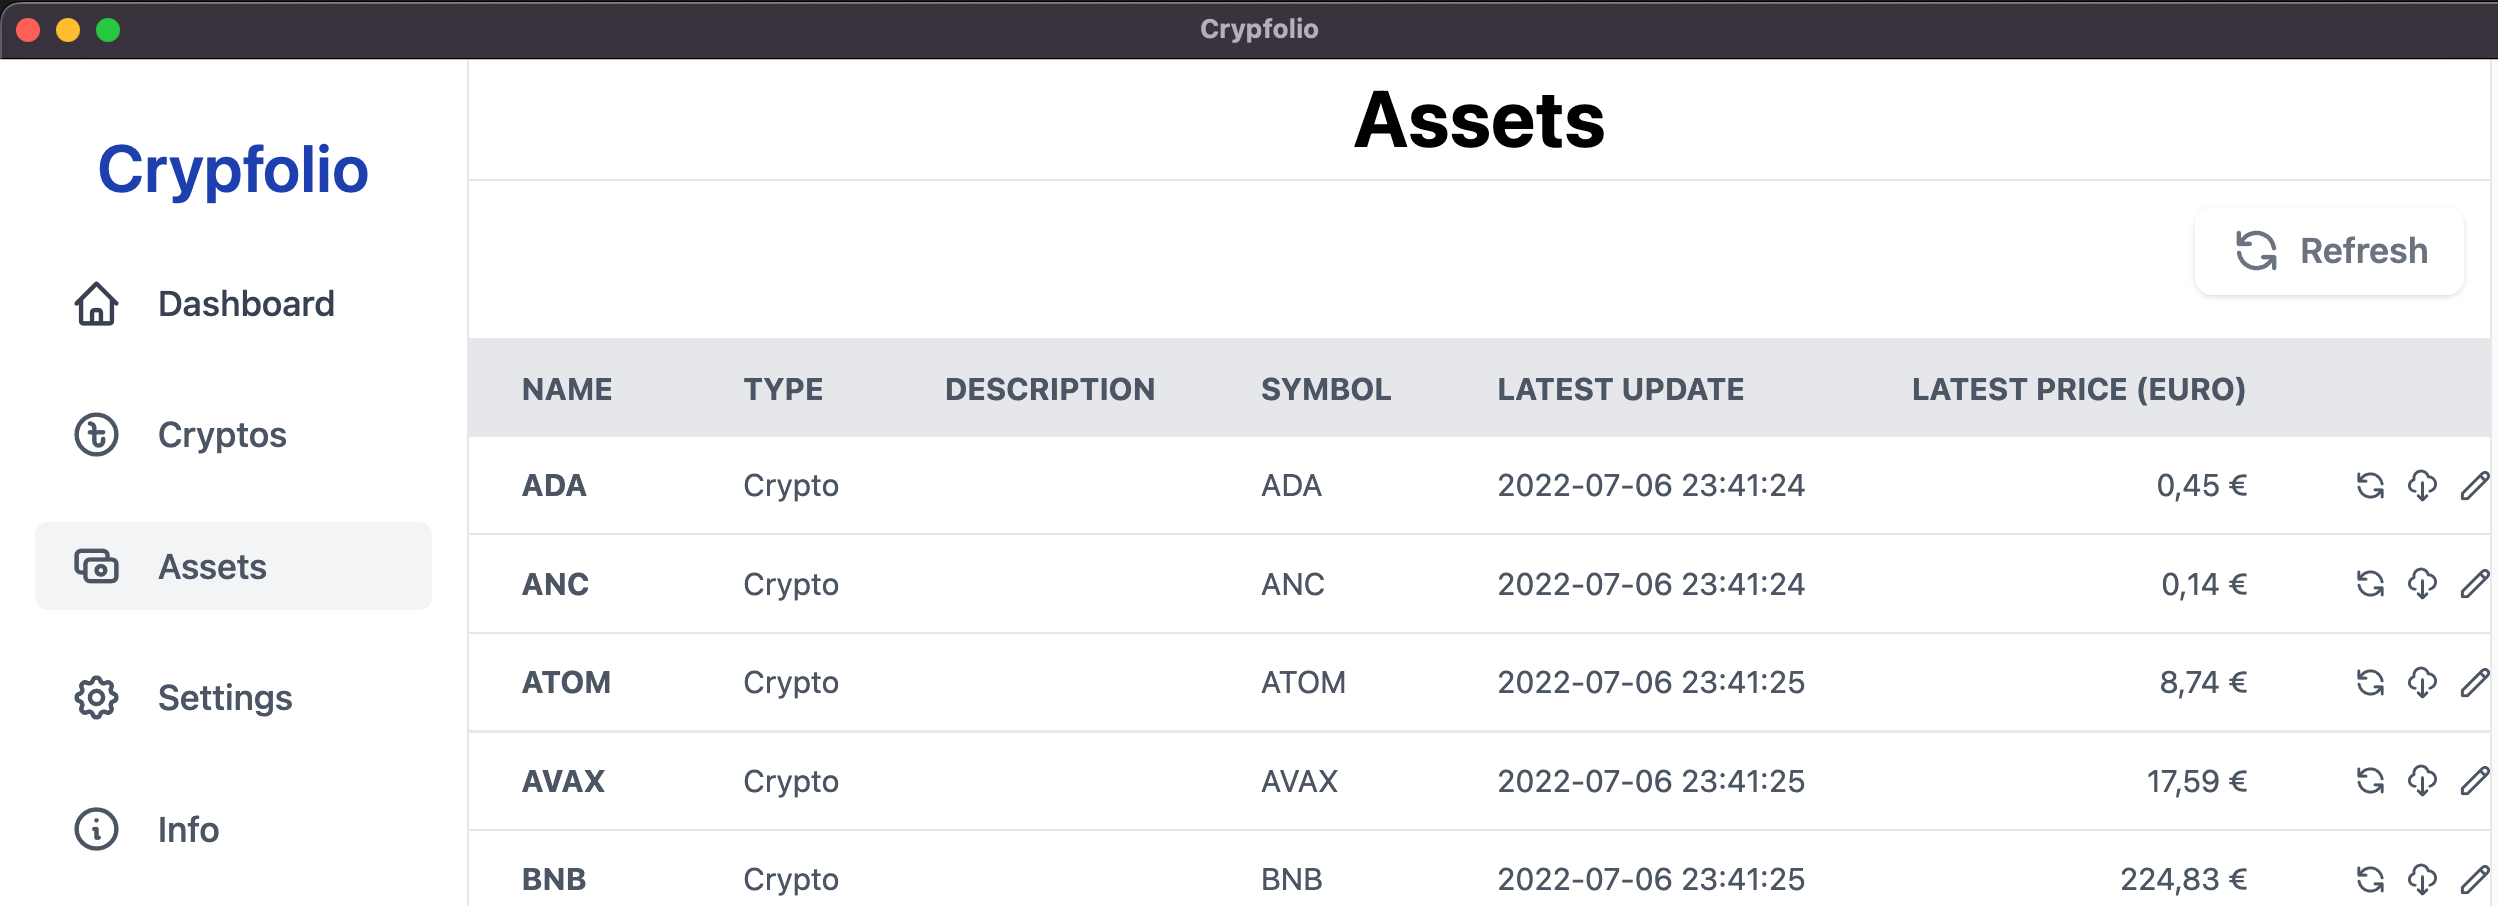 Crypfolio
Crypfolio
Dashboard
Cryptos
Assets
Settings
Info
Assets
Refresh
NAME TYPE DESCRIPTION SYMBOL LATEST UPDATE LATEST PRICE (EURO)
ADA Crypto ADA 2022-07-06 23:41:24 0,45 €
ANC Crypto ANC 2022-07-06 23:41:24 0,14 €
ATOM Crypto ATOM 2022-07-06 23:41:25 8,74 €
AVAX Crypto AVAX 2022-07-06 23:41:25 17,59 €
BNB Crypto BNB 2022-07-06 23:41:25 224,83 €